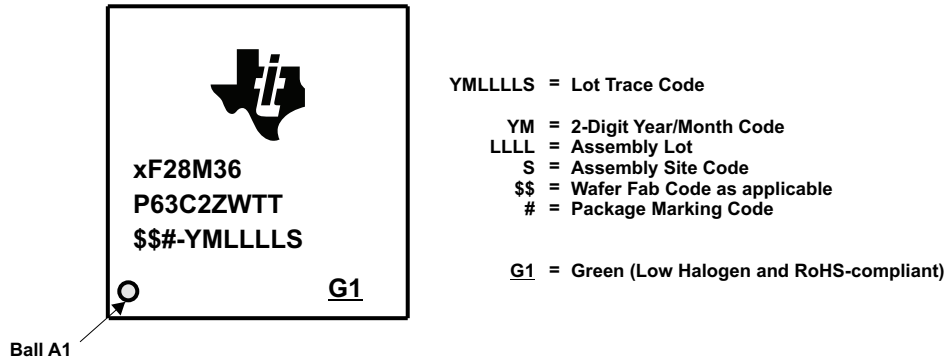 xF28M36
P63C2ZWTT
$$#-YMLLLLS
G1
Ball A1
YMLLLLS = Lot Trace Code
YM = 2-Digit Year/Month Code
LLLL = Assembly Lot
S = Assembly Site Code
$$ = Wafer Fab Code as applicable
# = Package Marking Code
G1 = Green (Low Halogen and RoHS-compliant)